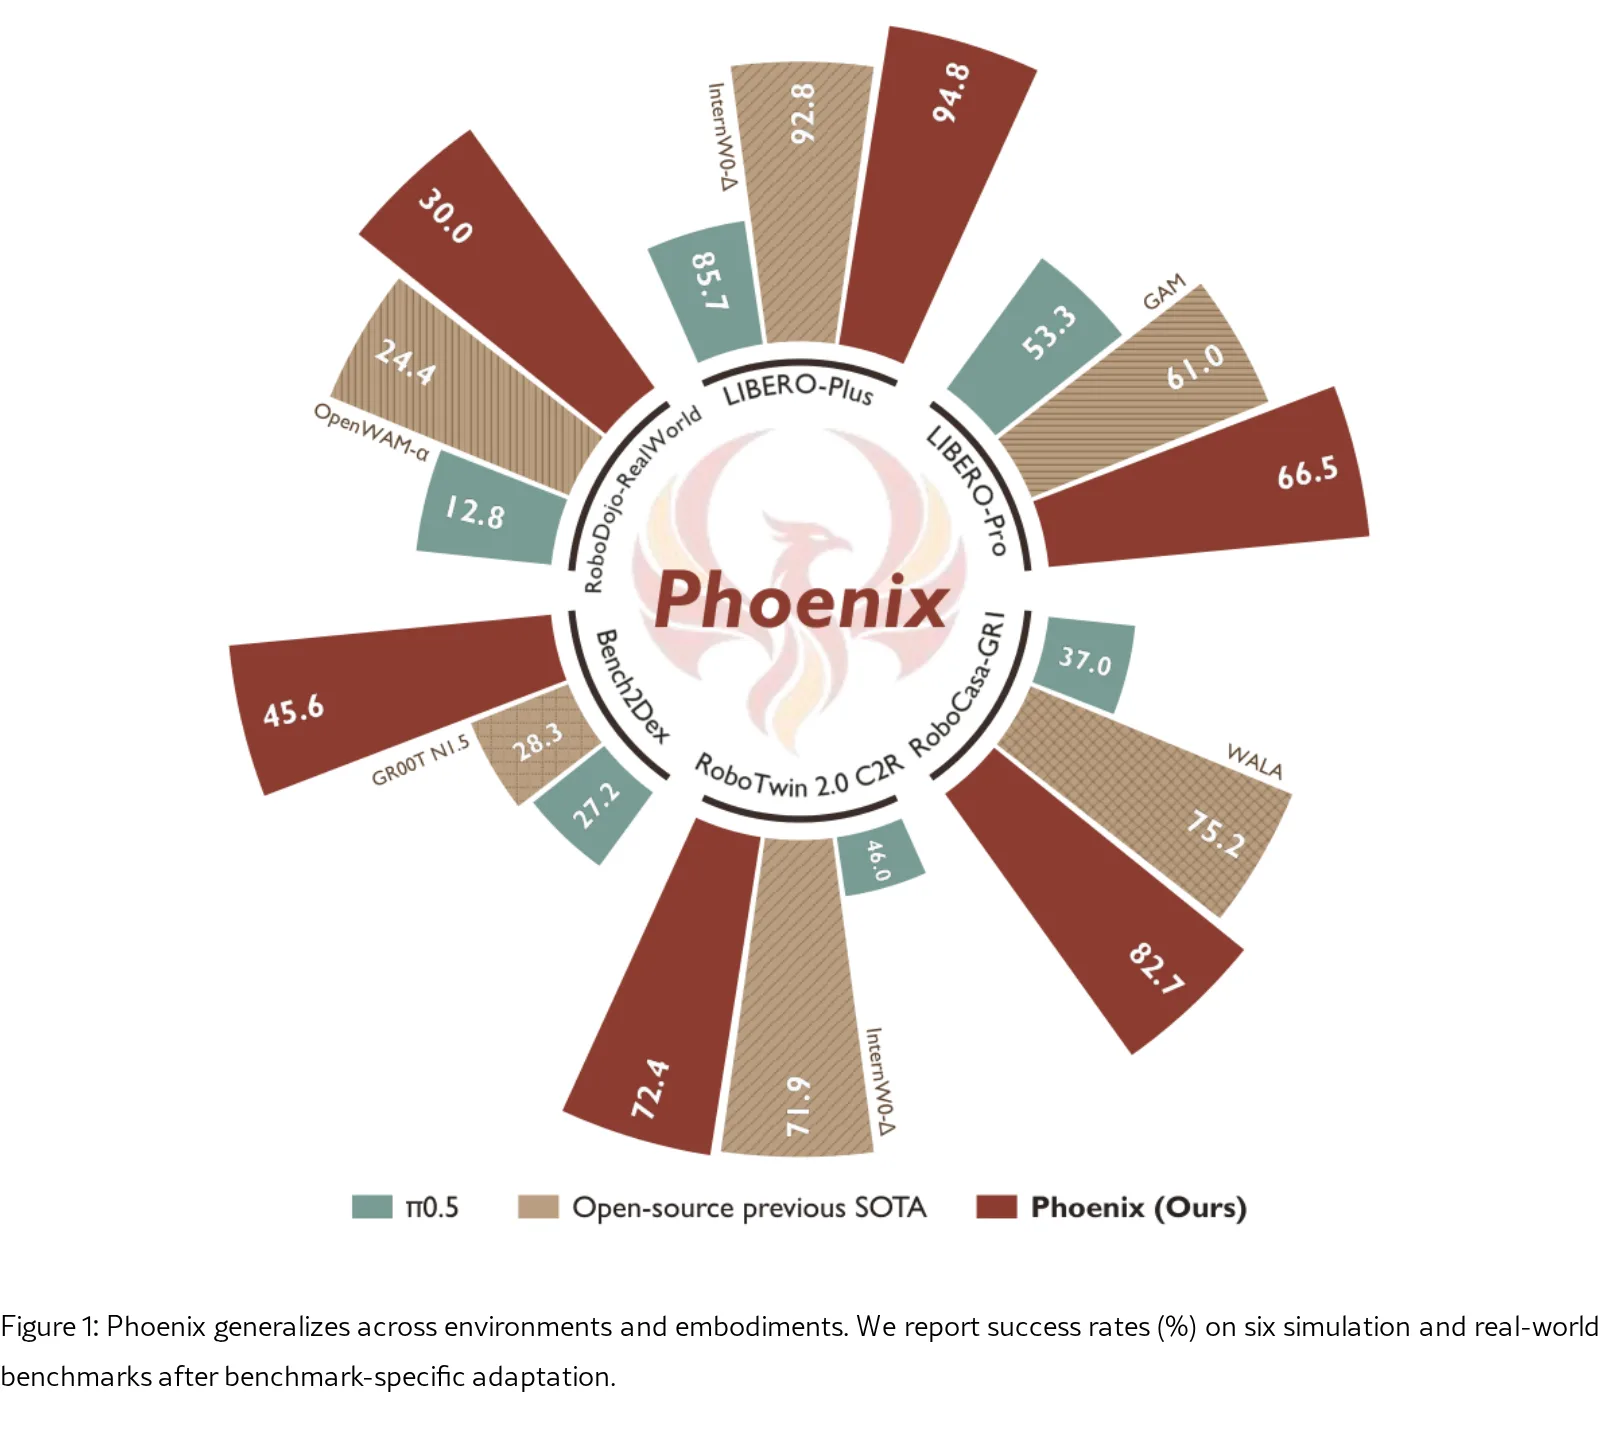 InternW0-Δ
85.7
92.8
94.8
LIBERO-Plus
53.3
GAM
61.0
66.5
LIBERO-Pro
37.0
WALA
75.2
82.7
RoboCasa-GR1
46.0
InternW0-Δ
71.9
72.4
RoboTwin 2.0 C2R
27.2
GR00T N1.5
28.3
45.6
Bench2Dex
12.8
OpenWAM-α
24.4
30.0
RoboDojo-RealWorld
Phoenix
π0.5
Open-source previous SOTA
Phoenix (Ours)
Figure 1: Phoenix generalizes across environments and embodiments. We report success rates (%) on six simulation and real-world
benchmarks after benchmark-specific adaptation.